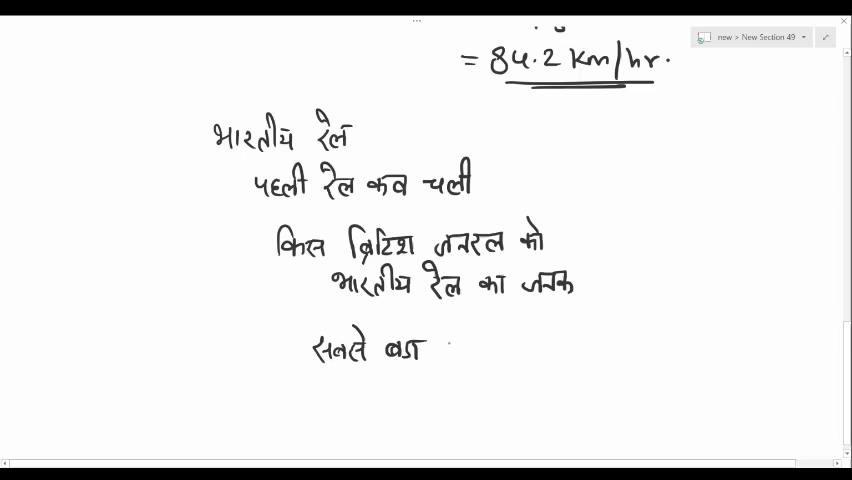 new > New Section 49
= 84.2 Km/hr.
भारतीय रेल
पहली रेल कब चली
किस ब्रिटिश जनरल को
भारतीय रेल का जनक
सबसे बडा